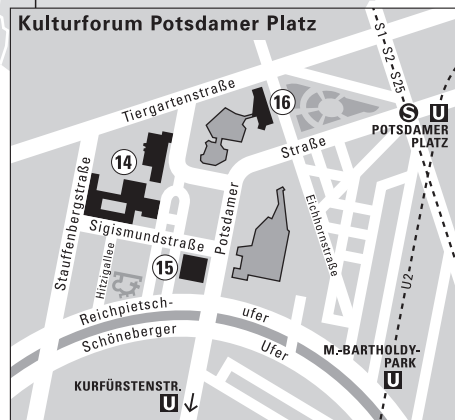 Kulturforum Potsdamer Platz
S1 - S2 - S25
Tiergartenstraße
16
S U
POTSDAMER
PLATZ
Straße
14
Stauffenbergstraße
Potsdamer
Eichhornstraße
Sigismundstraße
Hitzigallee
15
U2
Reichpietsch-
ufer
Schöneberger
Ufer
M.-BARTHOLDY-
PARK
U
KURFÜRSTENSTR.
U